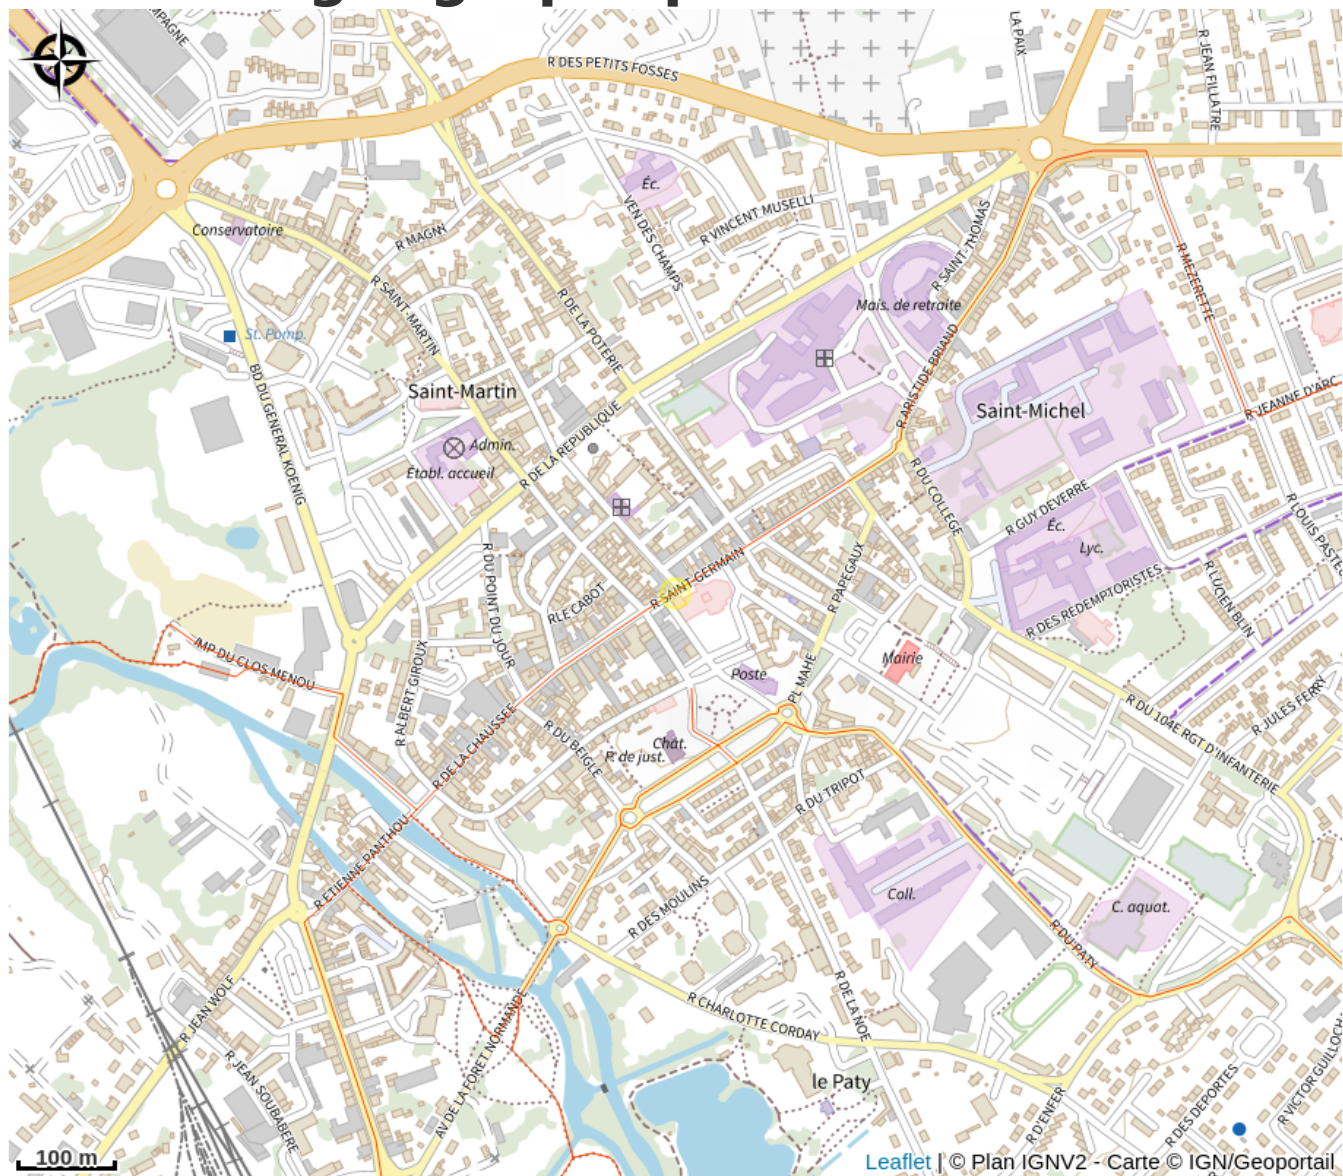 R DES PETITS FOSSES
LA PAIX
R JEAN FILLATRE
Éc.
VEN DES CHAMPS
R VINCENT MUSELLI
R SAINT-THOMAS
Conservatoire
R MAGNY
R SAINT-MARTIN
R DE LA POTERIE
Mais. de retraite
R MEZERETTE
St. Pomp.
BD DU GENERAL KOENIG
Saint-Martin
R ARISTIDE BRIAND
Saint-Michel
R JEANNE D'ARC
Admin.
Établ. accueil
R DE LA REPUBLIQUE
R DU COLLEGE
R GUY DEVERRE
Éc.
Lyc.
R LOUIS PASTE
R DU POINT DU JOUR
RLE CABOT
R SAINT-GERMAIN
R PAPEGAUX
R DES REDEMPTORISTES
R LUCIEN BLIN
IMP DU CLOS MENOU
R ALBERT GIROUX
Poste
PL MAHE
Mairie
R DU 104E RGT D'INFANTERIE
R JULES FERRY
R DE LA CHAUSSEE
R DU BEIGLE
Chât.
P. de just.
R DU TRIPOT
R ETIENNE PANTHOU
R DES MOULINS
Coll.
C. aquat.
R DU PATY
R JEAN WOLF
R CHARLOTTE CORDAY
R DE LA NOE
AV DE LA FORET NORMANDE
R JEAN SOUBABERE
le Paty
R D'ENFER
R DES DEPORTES
R VICTOR GUILLOCH
100 m
Leaflet | © Plan IGNV2 - Carte © IGN/Geoportail